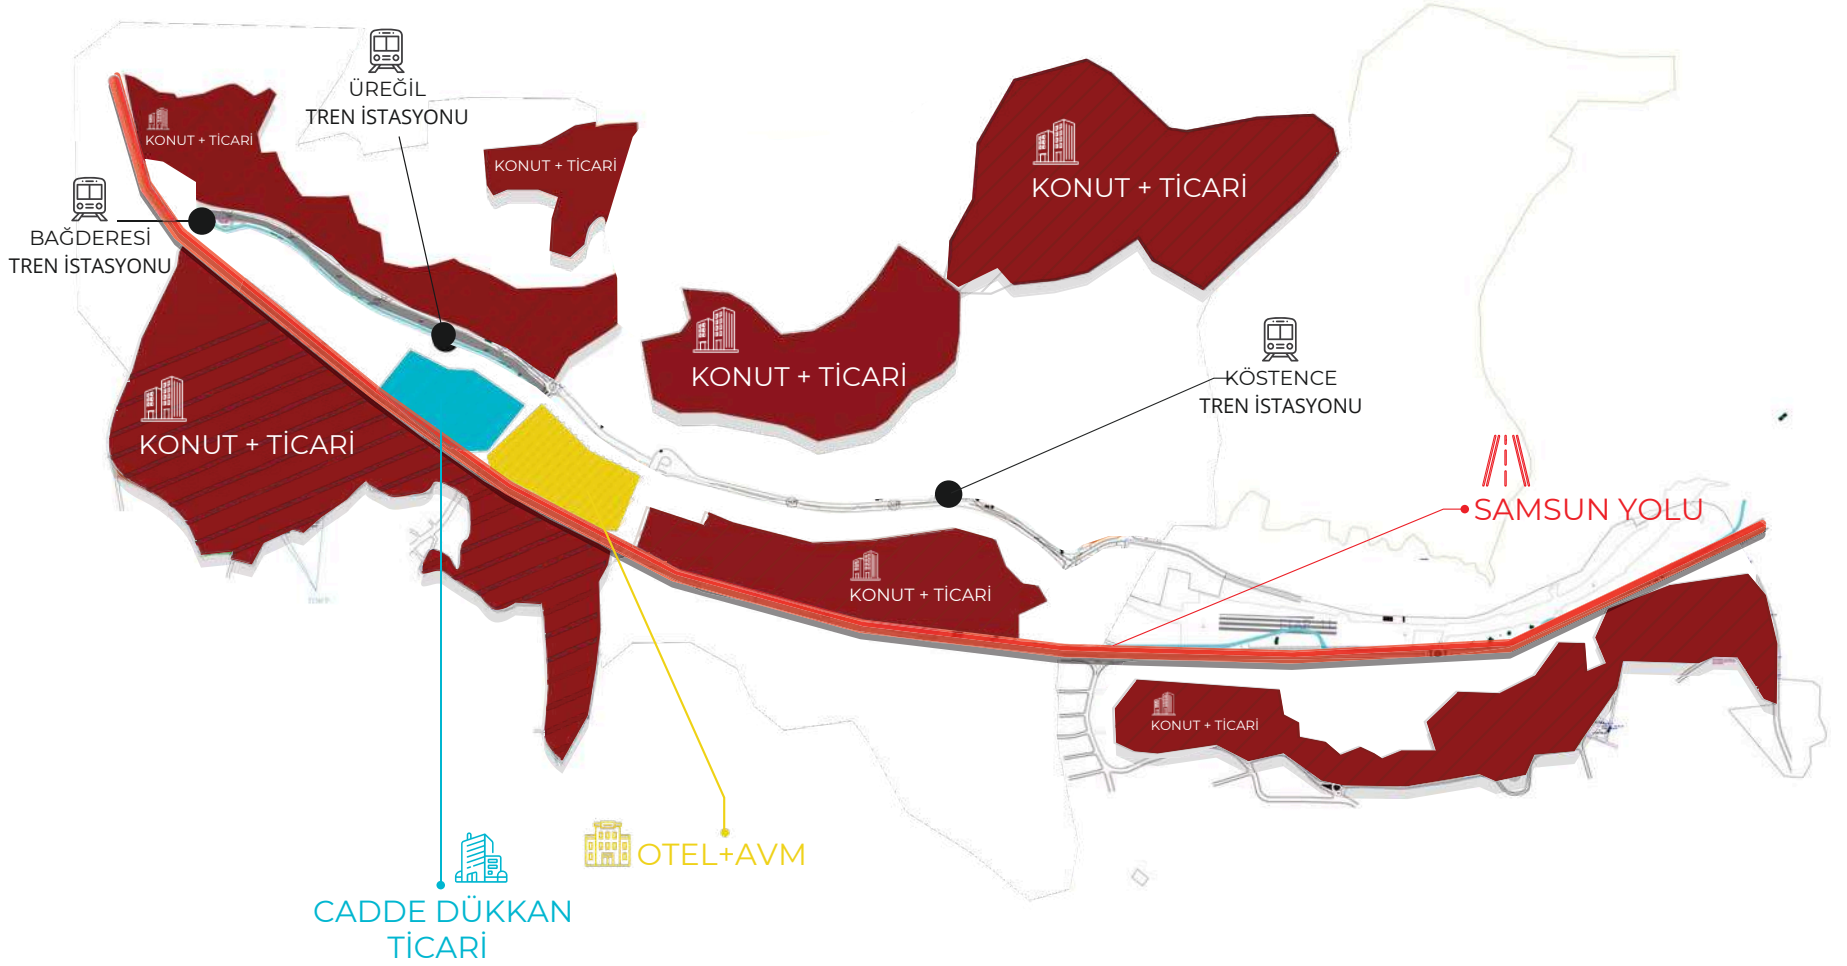 ÜREĞİL
TREN İSTASYONU
KONUT + TİCARİ
KONUT + TİCARİ
KONUT + TİCARİ
BAĞDERESİ
TREN İSTASYONU
KONUT + TİCARİ
KÖSTENCE
TREN İSTASYONU
KONUT + TİCARİ
SAMSUN YOLU
KONUT + TİCARİ
KONUT + TİCARİ
OTEL+AVM
CADDE DÜKKAN
TİCARİ